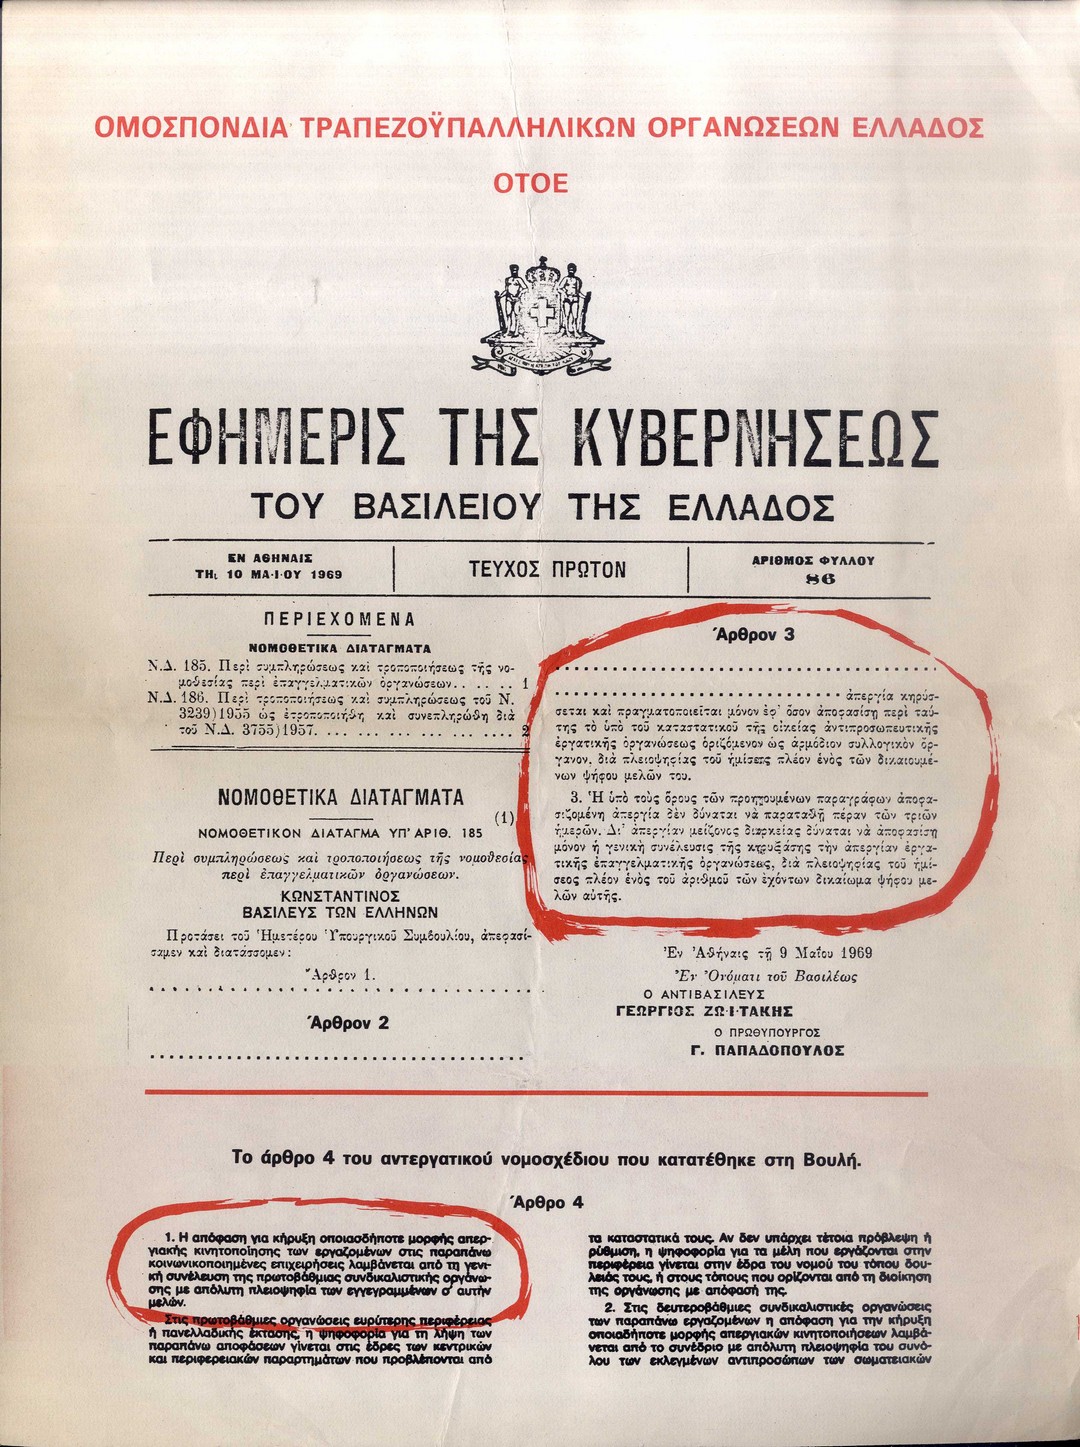 ΟΜΟΣΠΟΝΔΙΑ ΤΡΑΠΕΖΟΫΠΑΛΛΗΛΙΚΩΝ ΟΡΓΑΝΩΣΕΩΝ ΕΛΛΑΔΟΣ
ΟΤΟΕ
ΕΦΗΜΕΡΙΣ ΤΗΣ ΚΥΒΕΡΝΗΣΕΩΣ
ΤΟΥ ΒΑΣΙΛΕΙΟΥ ΤΗΣ ΕΛΛΑΔΟΣ
ΕΝ ΑΘΗΝΑΙΣ
ΤΗι 10 ΜΑ·Ι·ΟΥ 1969
ΤΕΥΧΟΣ ΠΡΩΤΟΝ
ΑΡΙΘΜΟΣ ΦΥΛΛΟΥ
86
ΠΕΡΙΕΧΟΜΕΝΑ
ΝΟΜΟΘΕΤΙΚΑ ΔΙΑΤΑΓΜΑΤΑ
Ν.Δ. 185. Περὶ συμπληρώσεως καὶ τροποποιήσεως τῆς νο-
μοθεσίας περὶ ἐπαγγελματικῶν ὀργανώσεων. . . . . . 1
Ν.Δ. 186. Περὶ τροποποιήσεως καὶ συμπληρώσεως τοῦ Ν.
3239)1955 ὡς ἐτροποποιήθη καὶ συνεπληρώθη διὰ
τοῦ Ν.Δ. 3755)1957. ... ... ... ... ... ... ... 2
ΝΟΜΟΘΕΤΙΚΑ ΔΙΑΤΑΓΜΑΤΑ
(1)
ΝΟΜΟΘΕΤΙΚΟΝ ΔΙΑΤΑΓΜΑ ΥΠ' ΑΡΙΘ. 185
Περὶ συμπληρώσεως καὶ τροποποιήσεως τῆς νομοθεσίας
περὶ ἐπαγγελματικῶν ὀργανώσεων.
ΚΩΝΣΤΑΝΤΙΝΟΣ
ΒΑΣΙΛΕΥΣ ΤΩΝ ΕΛΛΗΝΩΝ
Προτάσει τοῦ Ἡμετέρου Ὑπουργικοῦ Συμβουλίου, ἀπεφασί-
σαμεν καὶ διατάσσομεν:
Ἄρθρον 1.
Άρθρον 2
Άρθρον 3
ἀπεργία κηρύσ-
σεται καὶ πραγματοποιεῖται μόνον ἐφ' ὅσον ἀποφασίσῃ περὶ ταύ-
της τὸ ὑπὸ τοῦ καταστατικοῦ τῆς οἰκείας ἀντιπροσωπευτικῆς
ἐργατικῆς ὀργανώσεως ὁριζόμενον ὡς ἁρμόδιον συλλογικὸν ὄρ-
γανον, διὰ πλειοψηφίας τοῦ ἡμίσεος πλέον ἑνὸς τῶν δικαιουμέ-
νων ψήφου μελῶν του.
3. Ἡ ὑπὸ τοὺς ὅρους τῶν προηγουμένων παραγράφων ἀποφα-
σιζομένη ἀπεργία δὲν δύναται νὰ παραταθῇ πέραν τῶν τριῶν
ἡμερῶν. Δι' ἀπεργίαν μείζονος διαρκείας δύναται νὰ ἀποφασίσῃ
μόνον ἡ γενικὴ συνέλευσις τῆς κηρυξάσης τὴν ἀπεργίαν ἐργα-
τικῆς ἐπαγγελματικῆς ὀργανώσεως, διὰ πλειοψηφίας τοῦ ἡμί-
σεος πλέον ἑνὸς τοῦ ἀριθμοῦ τῶν ἐχόντων δικαίωμα ψήφου με-
λῶν αὐτῆς.
Ἐν Ἀθήναις τῇ 9 Μαΐου 1969
Ἐν Ὀνόματι τοῦ Βασιλέως
Ο ΑΝΤΙΒΑΣΙΛΕΥΣ
ΓΕΩΡΓΙΟΣ ΖΩ·Ι·ΤΑΚΗΣ
Ο ΠΡΩΘΥΠΟΥΡΓΟΣ
Γ. ΠΑΠΑΔΟΠΟΥΛΟΣ
Το άρθρο 4 του αντεργατικού νομοσχέδιου που κατατέθηκε στη Βουλή.
Άρθρο 4
1. Η απόφαση για κήρυξη οποιασδήποτε μορφής απερ-
γιακής κινητοποίησης των εργαζομένων στις παραπάνω
κοινωνικοποιημένες επιχειρήσεις λαμβάνεται από τη γενι-
κή συνέλευση της πρωτοβάθμιας συνδικαλιστικής οργάνω-
σης με απόλυτη πλειοψηφία των εγγεγραμμένων σ' αυτήν
μελών.
Στις πρωτοβάθμιες οργανώσεις ευρύτερης περιφέρειας
ή πανελλαδικής έκτασης, η ψηφοφορία για τη λήψη των
παραπάνω αποφάσεων γίνεται στις έδρες των κεντρικών
και περιφερειακών παραρτημάτων που προβλέπονται από
τα καταστατικά τους. Αν δεν υπάρχει τέτοια πρόβλεψη ή
ρύθμιση, η ψηφοφορία για τα μέλη που εργάζονται στην
περιφέρεια γίνεται στην έδρα του νομού του τόπου δου-
λειάς τους, ή στους τόπους που ορίζονται από τη διοίκηση
της οργάνωσης με απόφασή της.
2. Στις δευτεροβάθμιες συνδικαλιστικές οργανώσεις
των παραπάνω εργαζομένων η απόφαση για την κήρυξη
οποιασδήποτε μορφής απεργιακών κινητοποιήσεων λαμβά-
νεται από το συνέδριο με απόλυτη πλειοψηφία του συνό-
λου των εκλεγμένων αντιπροσώπων των σωματειακών